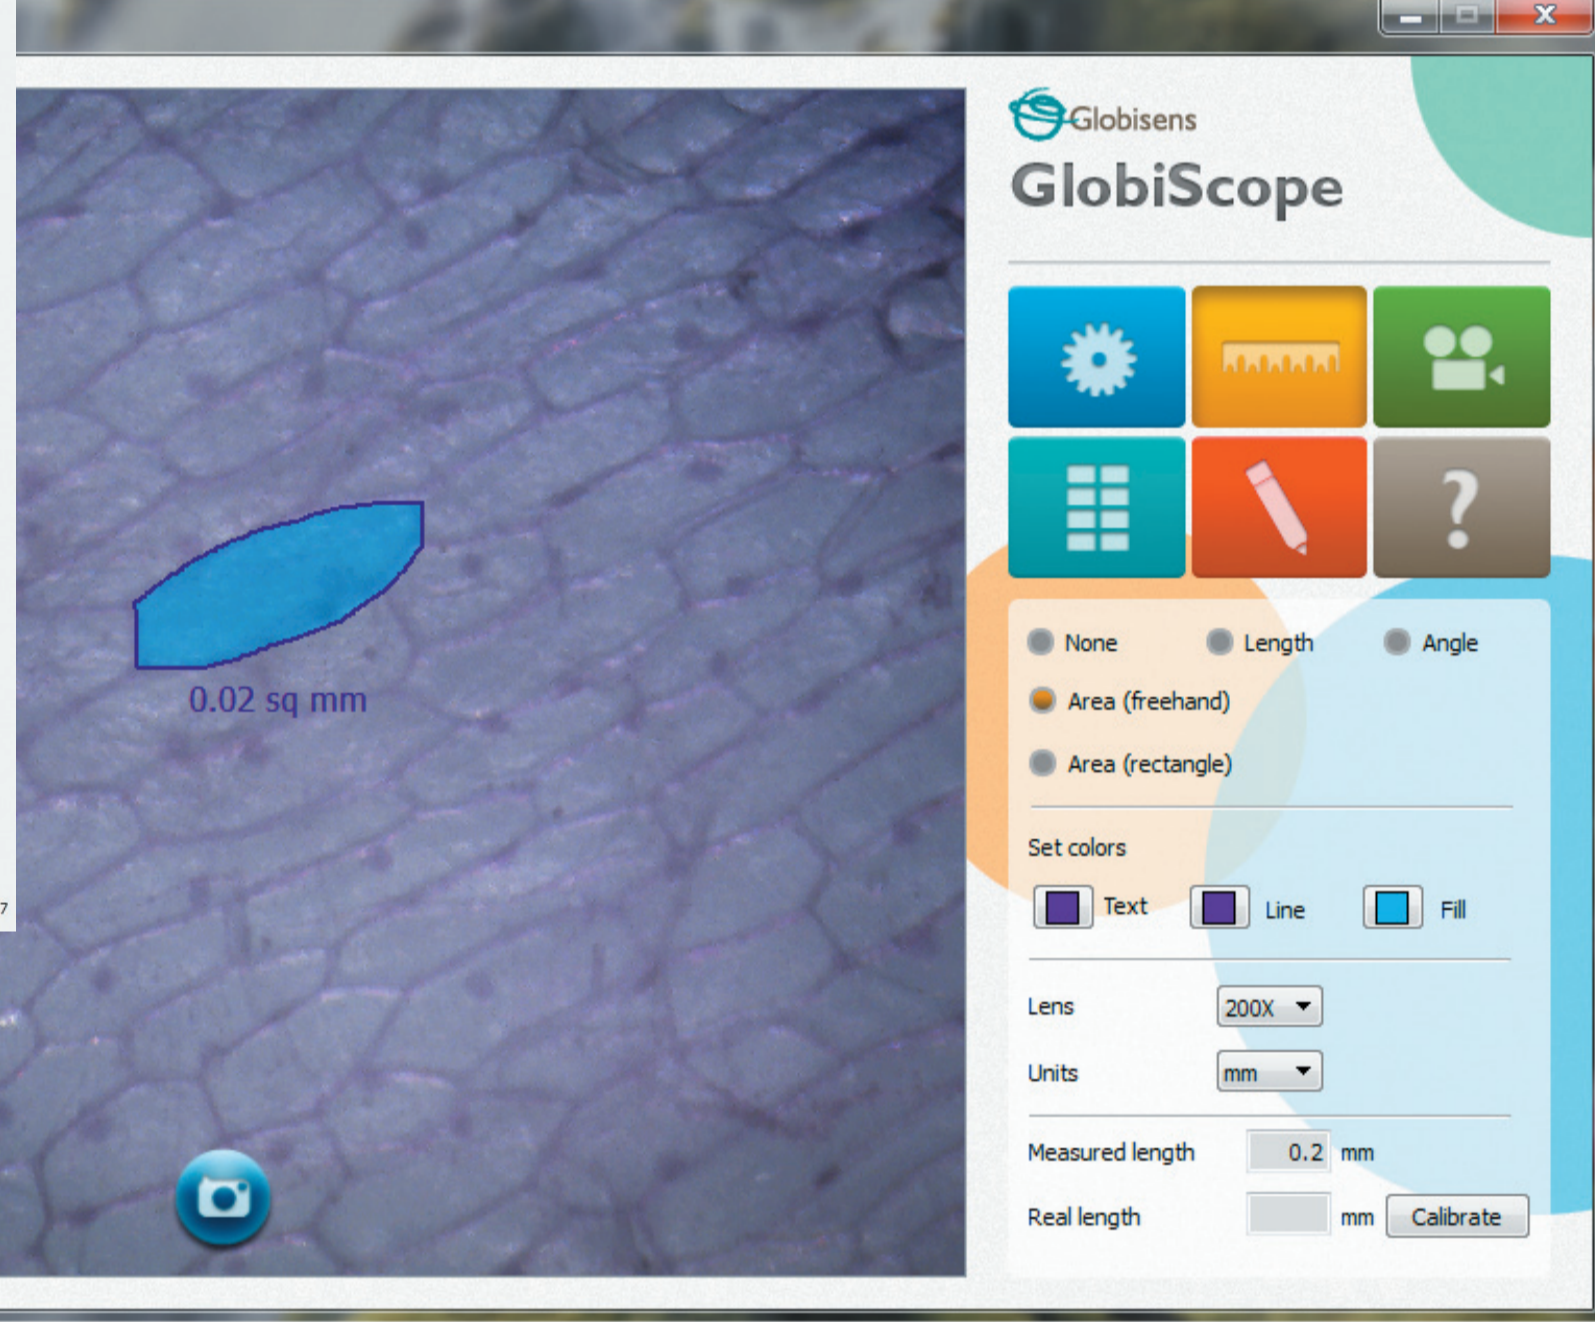 Globisens
GlobiScope
0.02 sq mm
None Length Angle
Area (freehand)
Area (rectangle)
Set colors
Text Line Fill
Lens 200X
Units mm
Measured length 0.2 mm
Real length mm Calibrate
7